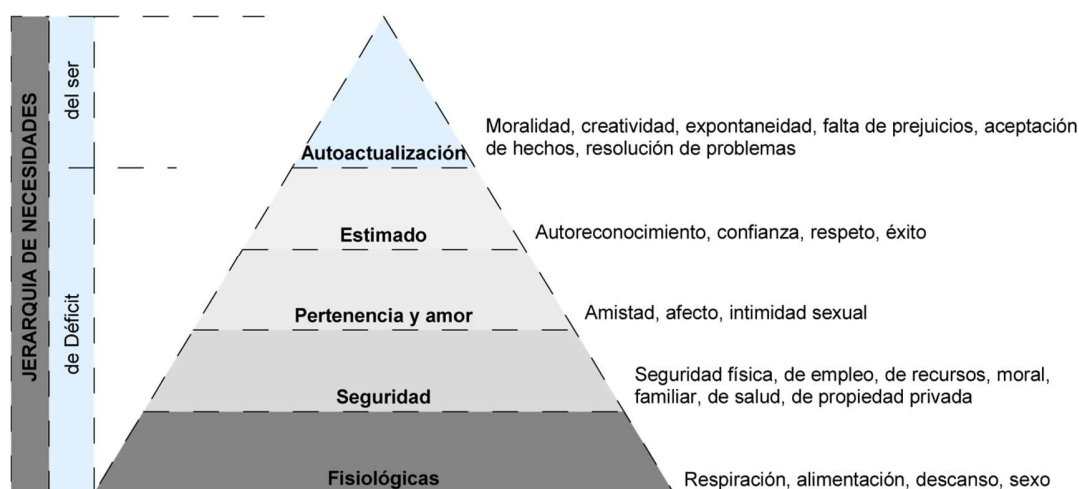 JERARQUIA DE NECESIDADES
del ser
de Déficit
Autoactualización
Moralidad, creatividad, expontaneidad, falta de prejuicios, aceptación
de hechos, resolución de problemas
Estimado
Autoreconocimiento, confianza, respeto, éxito
Pertenencia y amor
Amistad, afecto, intimidad sexual
Seguridad
Seguridad física, de empleo, de recursos, moral,
familiar, de salud, de propiedad privada
Fisiológicas
Respiración, alimentación, descanso, sexo